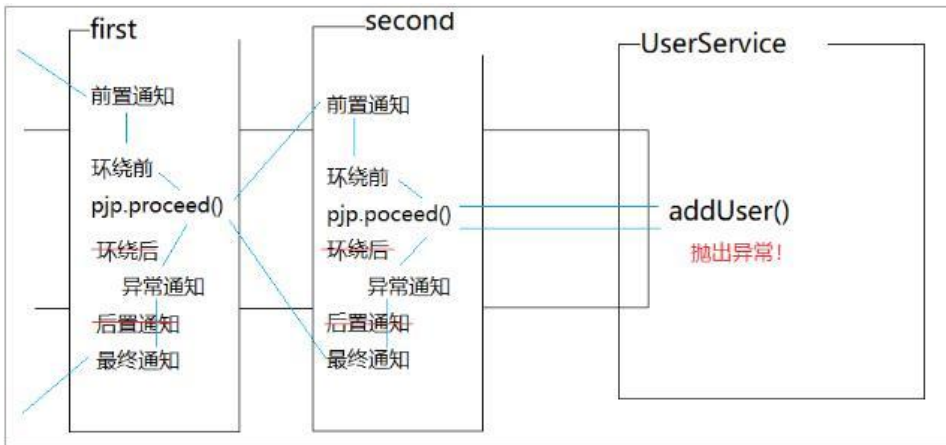 first
前置通知
环绕前
pjp.proceed()
环绕后
异常通知
后置通知
最终通知
second
前置通知
环绕前
pjp.poceed()
环绕后
异常通知
后置通知
最终通知
UserService
addUser()
抛出异常!